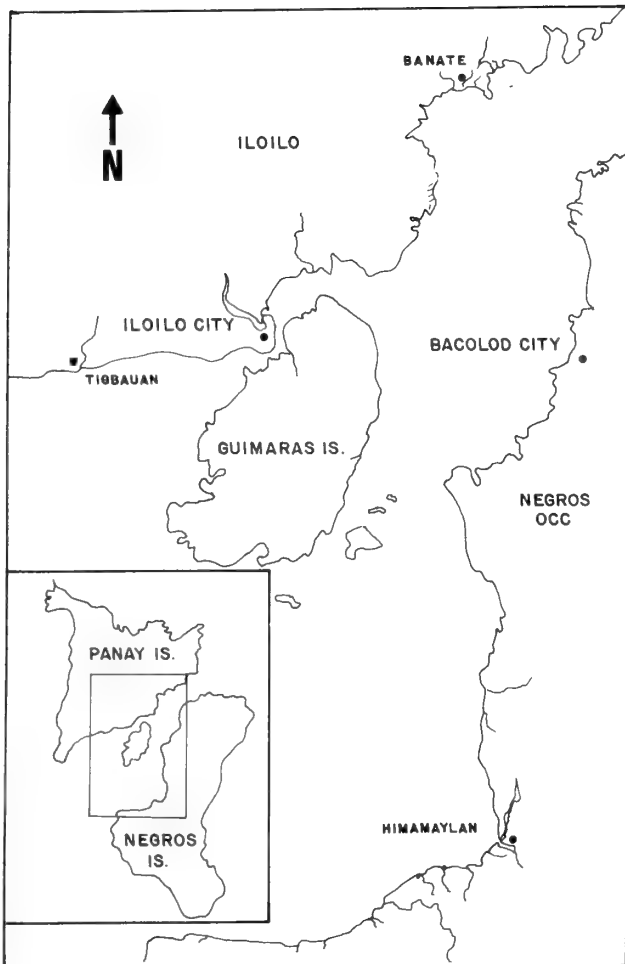 BANATE
N
ILOILO
ILOILO CITY
BACOLOD CITY
TIGBAUAN
GUIMARAS IS.
NEGROS
OCC
PANAY IS.
HIMAMAYLAN
NEGROS
IS.